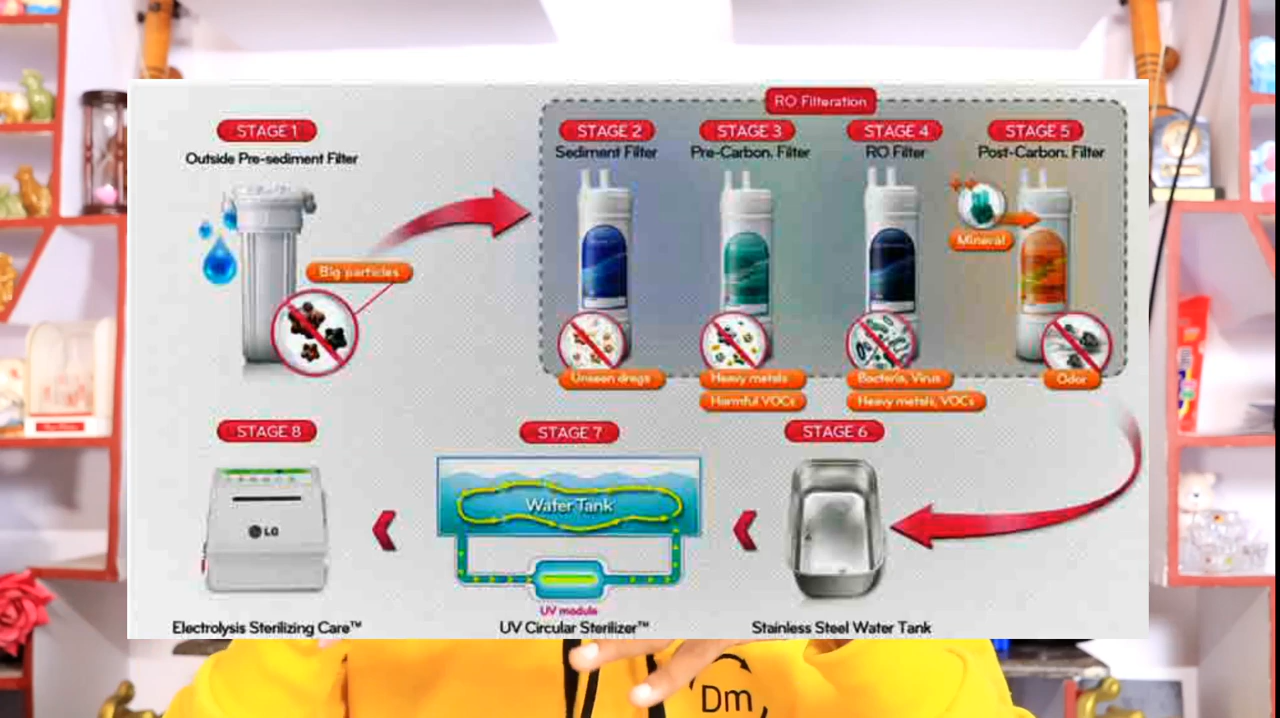 RO Filteration
STAGE 1
Outside Pre-sediment Filter
STAGE 2
Sediment Filter
STAGE 3
Pre-Carbon. Filter
STAGE 4
RO Filter
STAGE 5
Post-Carbon. Filter
Big particles
Mineral
Unseen dregs
Heavy metals
Harmful VOCs
Bacteria, Virus
Heavy metals, VOCs
Odor
STAGE 8
STAGE 7
STAGE 6
LG
Water Tank
UV module
Electrolysis Sterilizing Care™
UV Circular Sterilizer™
Stainless Steel Water Tank
Dm